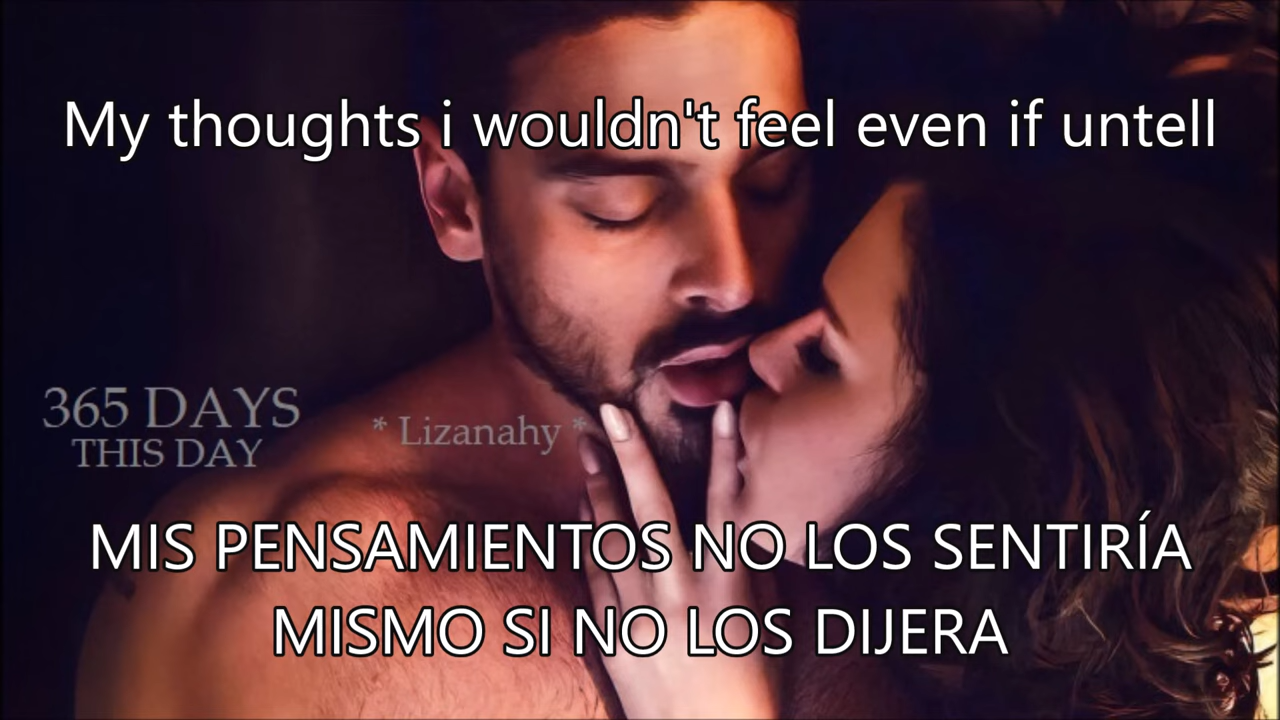 My thoughts i wouldn't feel even if untell
365 DAYS
THIS DAY
* Lizanahy *
MIS PENSAMIENTOS NO LOS SENTIRÍA
MISMO SI NO LOS DIJERA